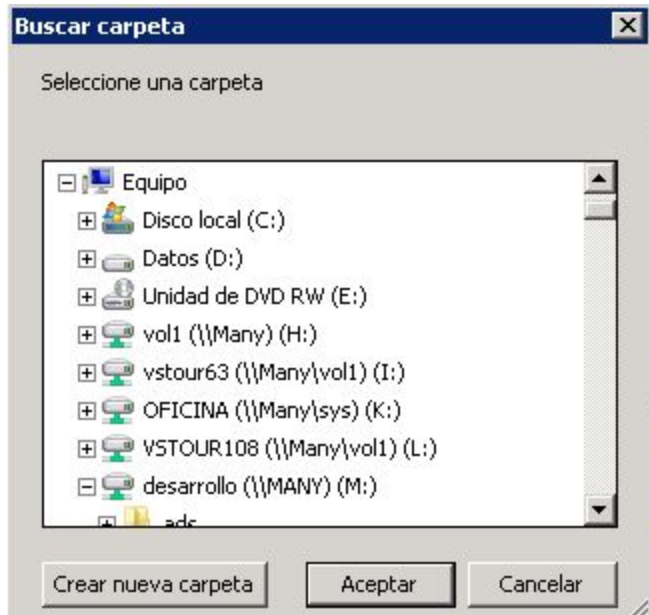 Buscar carpeta
Seleccione una carpeta
Equipo
Disco local (C:)
Datos (D:)
Unidad de DVD RW (E:)
vol1 (\\Many) (H:)
vstour63 (\\Many\vol1) (I:)
OFICINA (\\Many\sys) (K:)
VSTOUR108 (\\Many\vol1) (L:)
desarrollo (\\MANY) (M:)
ads
Crear nueva carpeta Aceptar Cancelar